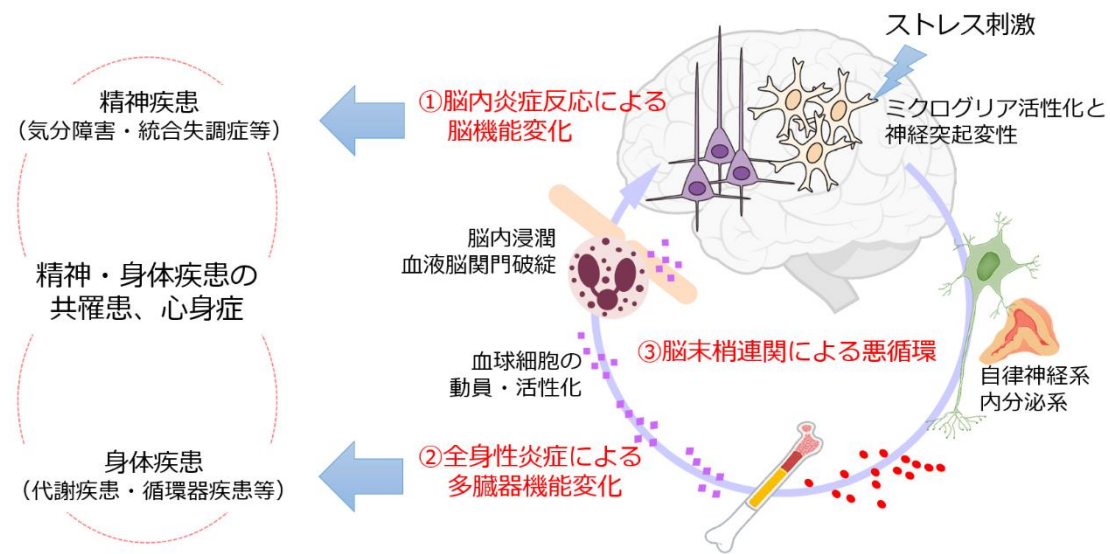 ストレス刺激
精神疾患
（気分障害・統合失調症等）
①脳内炎症反応による
脳機能変化
ミクログリア活性化と
神経突起変性
脳内浸潤
血液脳関門破綻
精神・身体疾患の
共罹患、心身症
③脳末梢連関による悪循環
血球細胞の
動員・活性化
自律神経系
内分泌系
身体疾患
（代謝疾患・循環器疾患等）
②全身性炎症による
多臓器機能変化